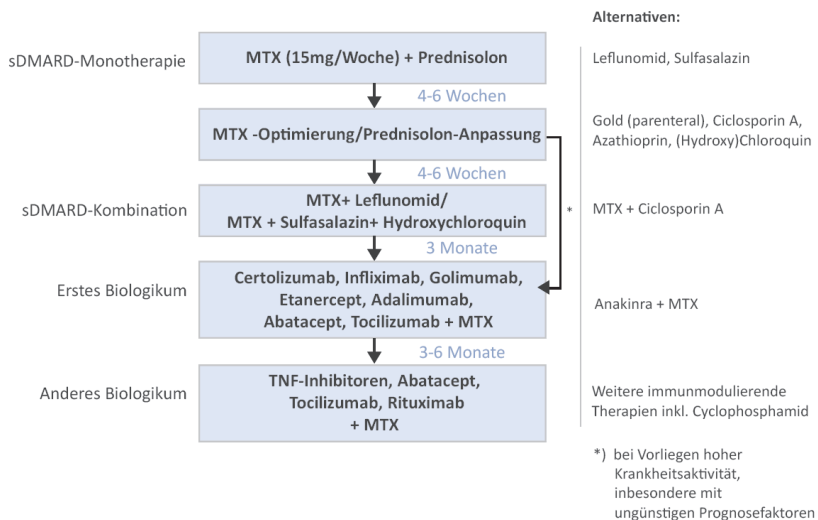 Alternativen:
sDMARD-Monotherapie
MTX (15mg/Woche) + Prednisolon
Leflunomid, Sulfasalazin
4-6 Wochen
MTX -Optimierung/Prednisolon-Anpassung
Gold (parenteral), Ciclosporin A,
Azathioprin, (Hydroxy)Chloroquin
4-6 Wochen
sDMARD-Kombination
MTX+ Leflunomid/
MTX + Sulfasalazin+ Hydroxychloroquin
*
MTX + Ciclosporin A
3 Monate
Erstes Biologikum
Certolizumab, Infliximab, Golimumab,
Etanercept, Adalimumab,
Abatacept, Tocilizumab + MTX
Anakinra + MTX
3-6 Monate
Anderes Biologikum
TNF-Inhibitoren, Abatacept,
Tocilizumab, Rituximab
+ MTX
Weitere immunmodulierende
Therapien inkl. Cyclophosphamid
*) bei Vorliegen hoher
Krankheitsaktivität,
inbesondere mit
ungünstigen Prognosefaktoren